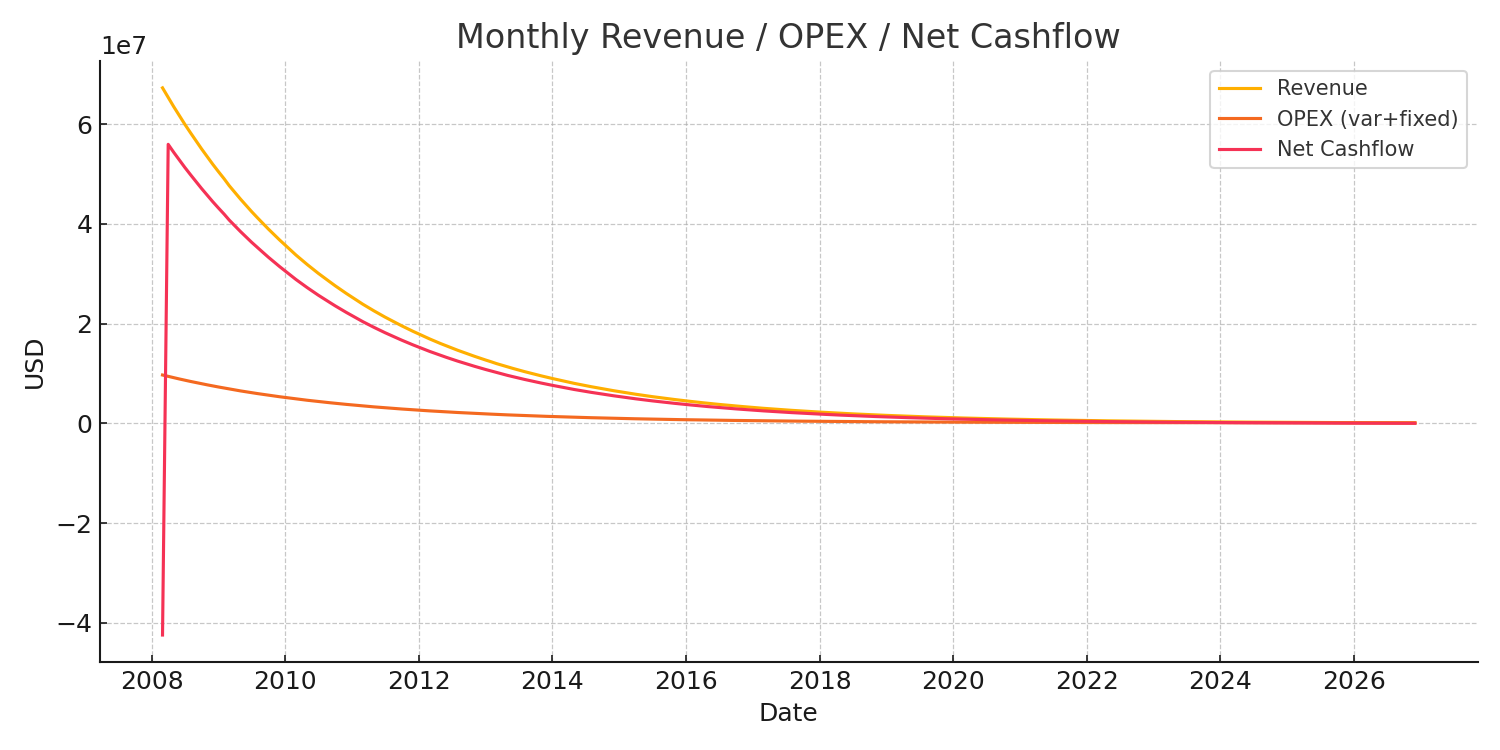 Monthly Revenue / OPEX / Net Cashflow
1e7
Revenue
OPEX (var+fixed)
Net Cashflow
6
4
2
0
−2
−4
USD
2008 2010 2012 2014 2016 2018 2020 2022 2024 2026
Date